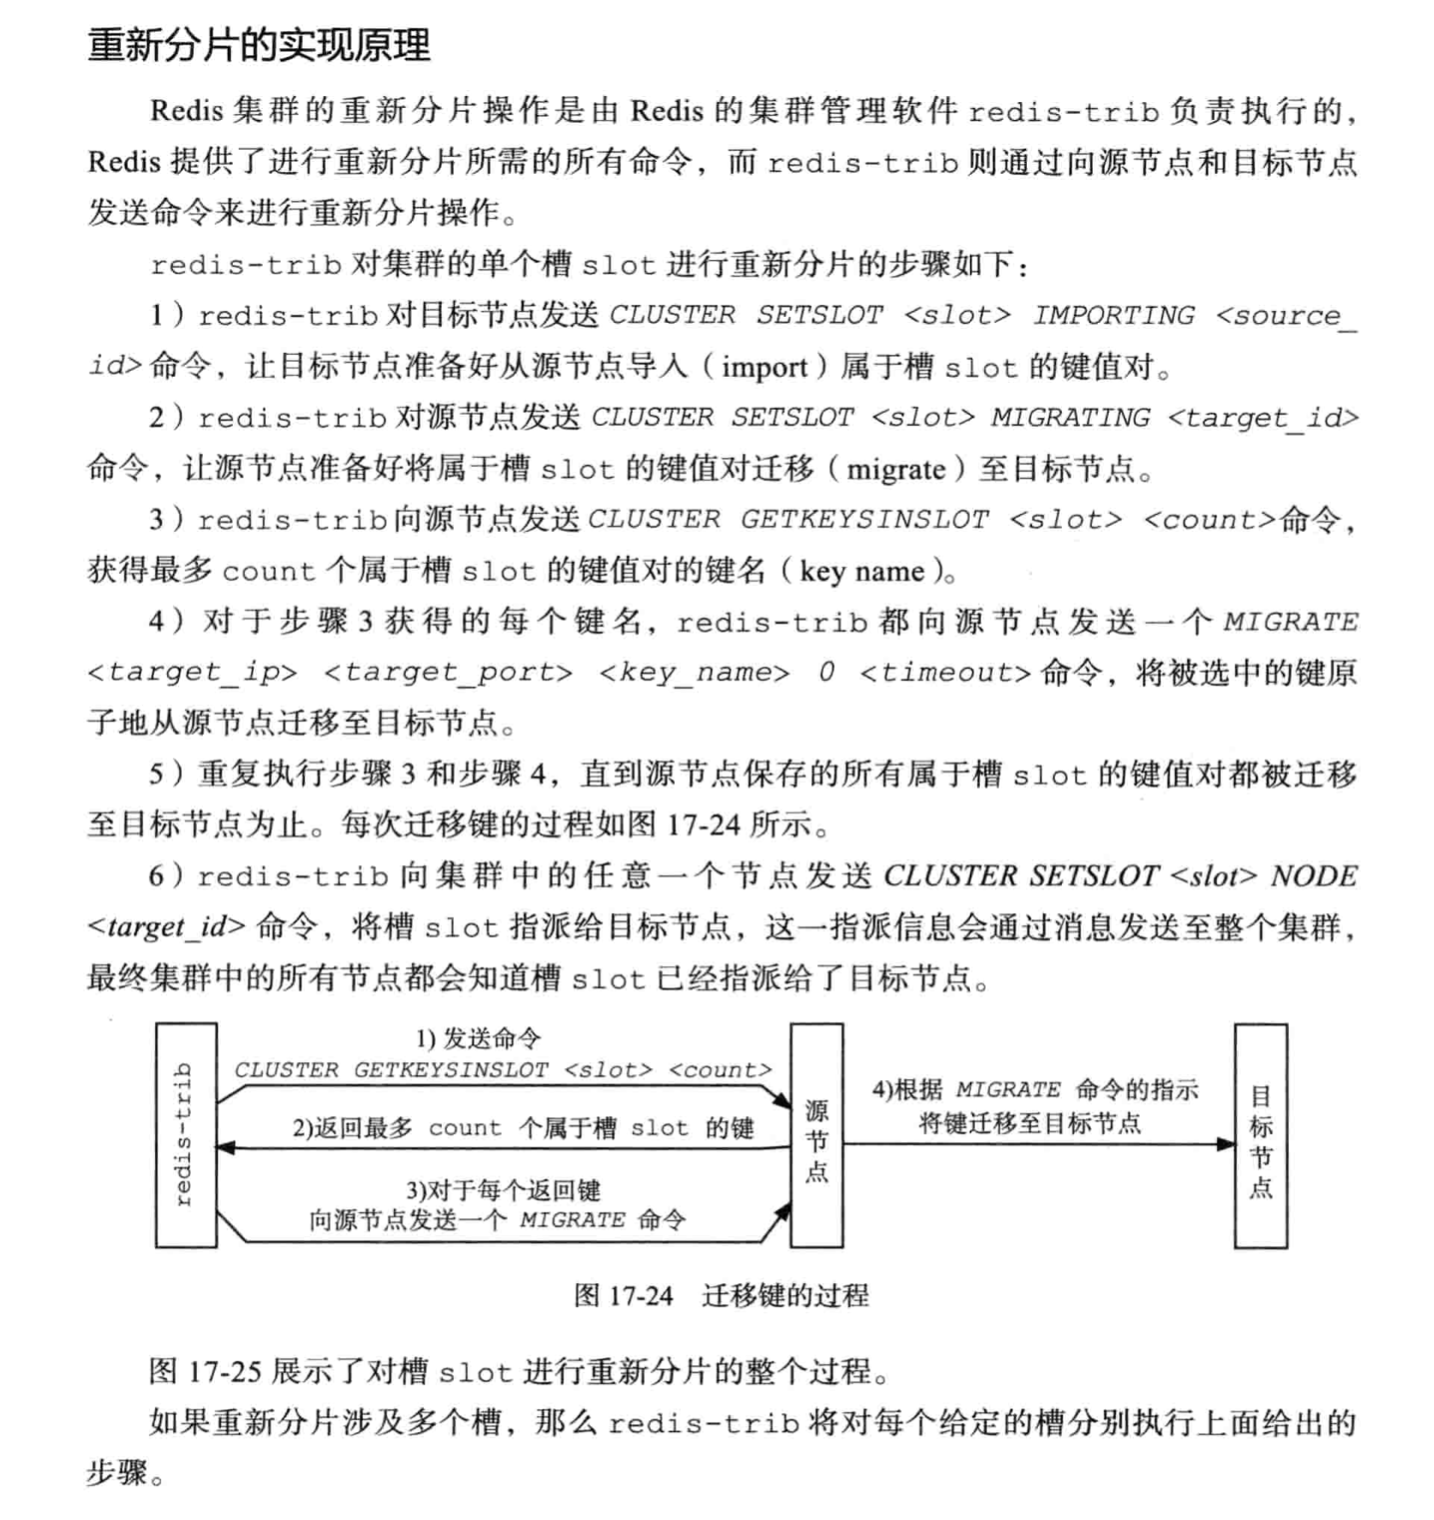 重新分片的实现原理
Redis 集群的重新分片操作是由 Redis 的集群管理软件 redis-trib 负责执行的，
Redis 提供了进行重新分片所需的所有命令，而 redis-trib 则通过向源节点和目标节点
发送命令来进行重新分片操作。
redis-trib 对集群的单个槽 slot 进行重新分片的步骤如下：
1）redis-trib 对目标节点发送 CLUSTER SETSLOT <slot> IMPORTING <source_
id> 命令，让目标节点准备好从源节点导入（import）属于槽 slot 的键值对。
2）redis-trib 对源节点发送 CLUSTER SETSLOT <slot> MIGRATING <target_id>
命令，让源节点准备好将属于槽 slot 的键值对迁移（migrate）至目标节点。
3）redis-trib 向源节点发送 CLUSTER GETKEYSINSLOT <slot> <count> 命令，
获得最多 count 个属于槽 slot 的键值对的键名（key name）。
4）对于步骤 3 获得的每个键名，redis-trib 都向源节点发送一个 MIGRATE
<target_ip> <target_port> <key_name> 0 <timeout> 命令，将被选中的键原
子地从源节点迁移至目标节点。
5）重复执行步骤 3 和步骤 4，直到源节点保存的所有属于槽 slot 的键值对都被迁移
至目标节点为止。每次迁移键的过程如图 17-24 所示。
6）redis-trib 向集群中的任意一个节点发送 CLUSTER SETSLOT <slot> NODE
<target_id> 命令，将槽 slot 指派给目标节点，这一指派信息会通过消息发送至整个集群，
最终集群中的所有节点都会知道槽 slot 已经指派给了目标节点。
redis-trib
1) 发送命令
CLUSTER GETKEYSINSLOT <slot> <count>
2)返回最多 count 个属于槽 slot 的键
3)对于每个返回键
向源节点发送一个 MIGRATE 命令
源节点
4)根据 MIGRATE 命令的指示
将键迁移至目标节点
目标节点
图 17-24 迁移键的过程
图 17-25 展示了对槽 slot 进行重新分片的整个过程。
如果重新分片涉及多个槽，那么 redis-trib 将对每个给定的槽分别执行上面给出的
步骤。